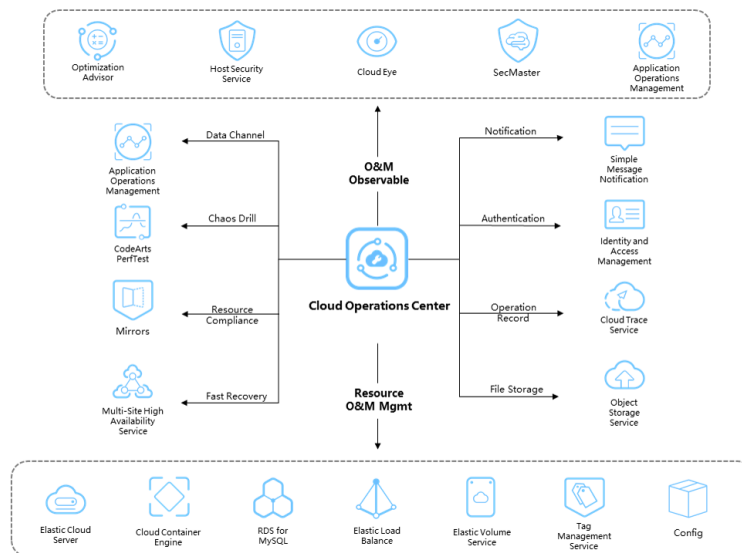 Optimization
Advisor
Host Security
Service
Cloud Eye
SecMaster
Application
Operations
Management
Data Channel
Application
Operations
Management
Chaos Drill
CodeArts
PerfTest
Resource
Compliance
Mirrors
Fast Recovery
Multi-Site High
Availability
Service
O&M
Observable
Cloud Operations Center
Resource
O&M Mgmt
Notification
Simple
Message
Notification
Authentication
Identity and
Access
Management
Operation
Record
Cloud Trace
Service
File Storage
Object
Storage
Service
Elastic Cloud
Server
Cloud Container
Engine
RDS for
MySQL
Elastic Load
Balance
Elastic Volume
Service
Tag
Management
Service
Config